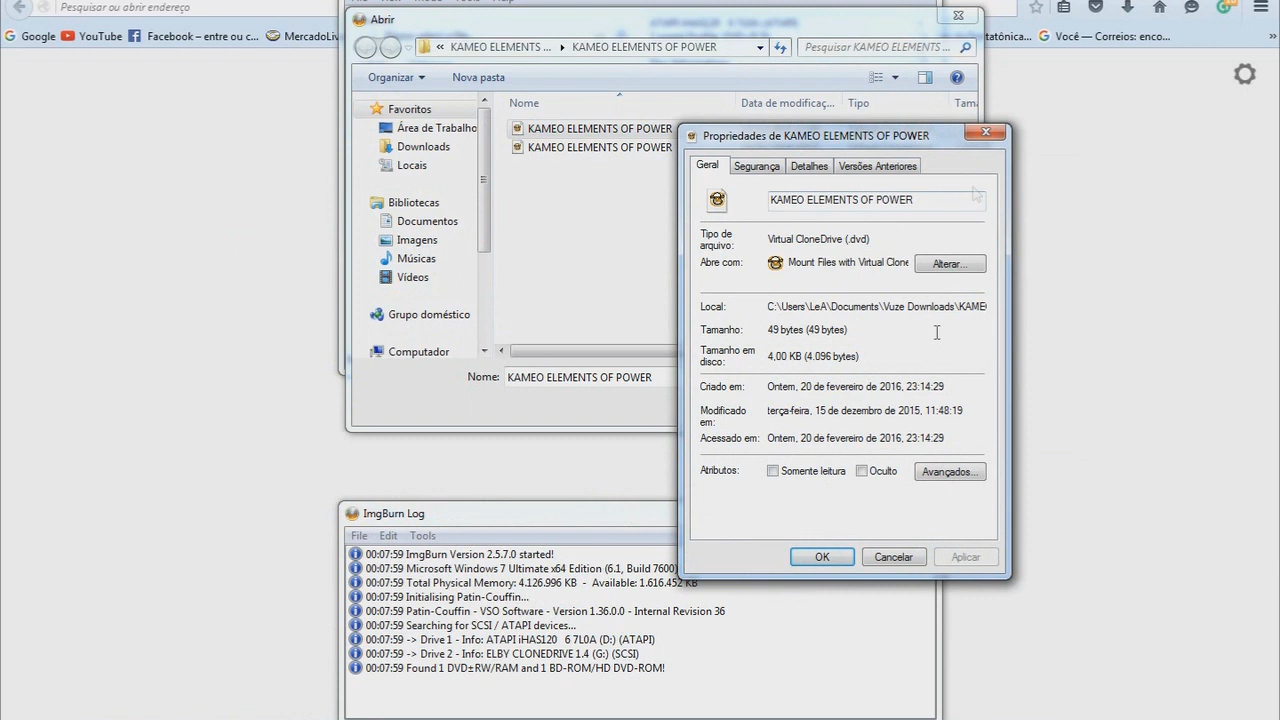 Pesquisar ou abrir endereço
Google YouTube Facebook – entre ou c... MercadoLiv
Você — Correios: enco...
»
Abrir
« KAMEO ELEMENTS ... KAMEO ELEMENTS OF POWER
Pesquisar KAMEO ELEMENTS ...
Organizar Nova pasta
Favoritos
Área de Trabalho
Downloads
Locais
Bibliotecas
Documentos
Imagens
Músicas
Vídeos
Grupo doméstico
Computador
Nome Data de modificaç... Tipo Tama
KAMEO ELEMENTS OF POWER
KAMEO ELEMENTS OF POWER
Nome: KAMEO ELEMENTS OF POWER
Propriedades de KAMEO ELEMENTS OF POWER
Geral Segurança Detalhes Versões Anteriores
KAMEO ELEMENTS OF POWER
Tipo de arquivo: Virtual CloneDrive (.dvd)
Abre com: Mount Files with Virtual Clone Alterar...
Local: C:\Users\LeA\Documents\Vuze Downloads\KAME
Tamanho: 49 bytes (49 bytes)
Tamanho em disco: 4,00 KB (4.096 bytes)
Criado em: Ontem, 20 de fevereiro de 2016, 23:14:29
Modificado em: terça-feira, 15 de dezembro de 2015, 11:48:19
Acessado em: Ontem, 20 de fevereiro de 2016, 23:14:29
Atributos: Somente leitura Oculto Avançados...
OK Cancelar Aplicar
ImgBurn Log
File Edit Tools
00:07:59 ImgBurn Version 2.5.7.0 started!
00:07:59 Microsoft Windows 7 Ultimate x64 Edition (6.1, Build 7600)
00:07:59 Total Physical Memory: 4.126.996 KB - Available: 1.616.452 KB
00:07:59 Initialising Patin-Couffin...
00:07:59 Patin-Couffin - VSO Software - Version 1.36.0.0 - Internal Revision 36
00:07:59 Searching for SCSI / ATAPI devices...
00:07:59 -> Drive 1 - Info: ATAPI iHAS120 6 7L0A (D:) (ATAPI)
00:07:59 -> Drive 2 - Info: ELBY CLONEDRIVE 1.4 (G:) (SCSI)
00:07:59 Found 1 DVD±RW/RAM and 1 BD-ROM/HD DVD-ROM!